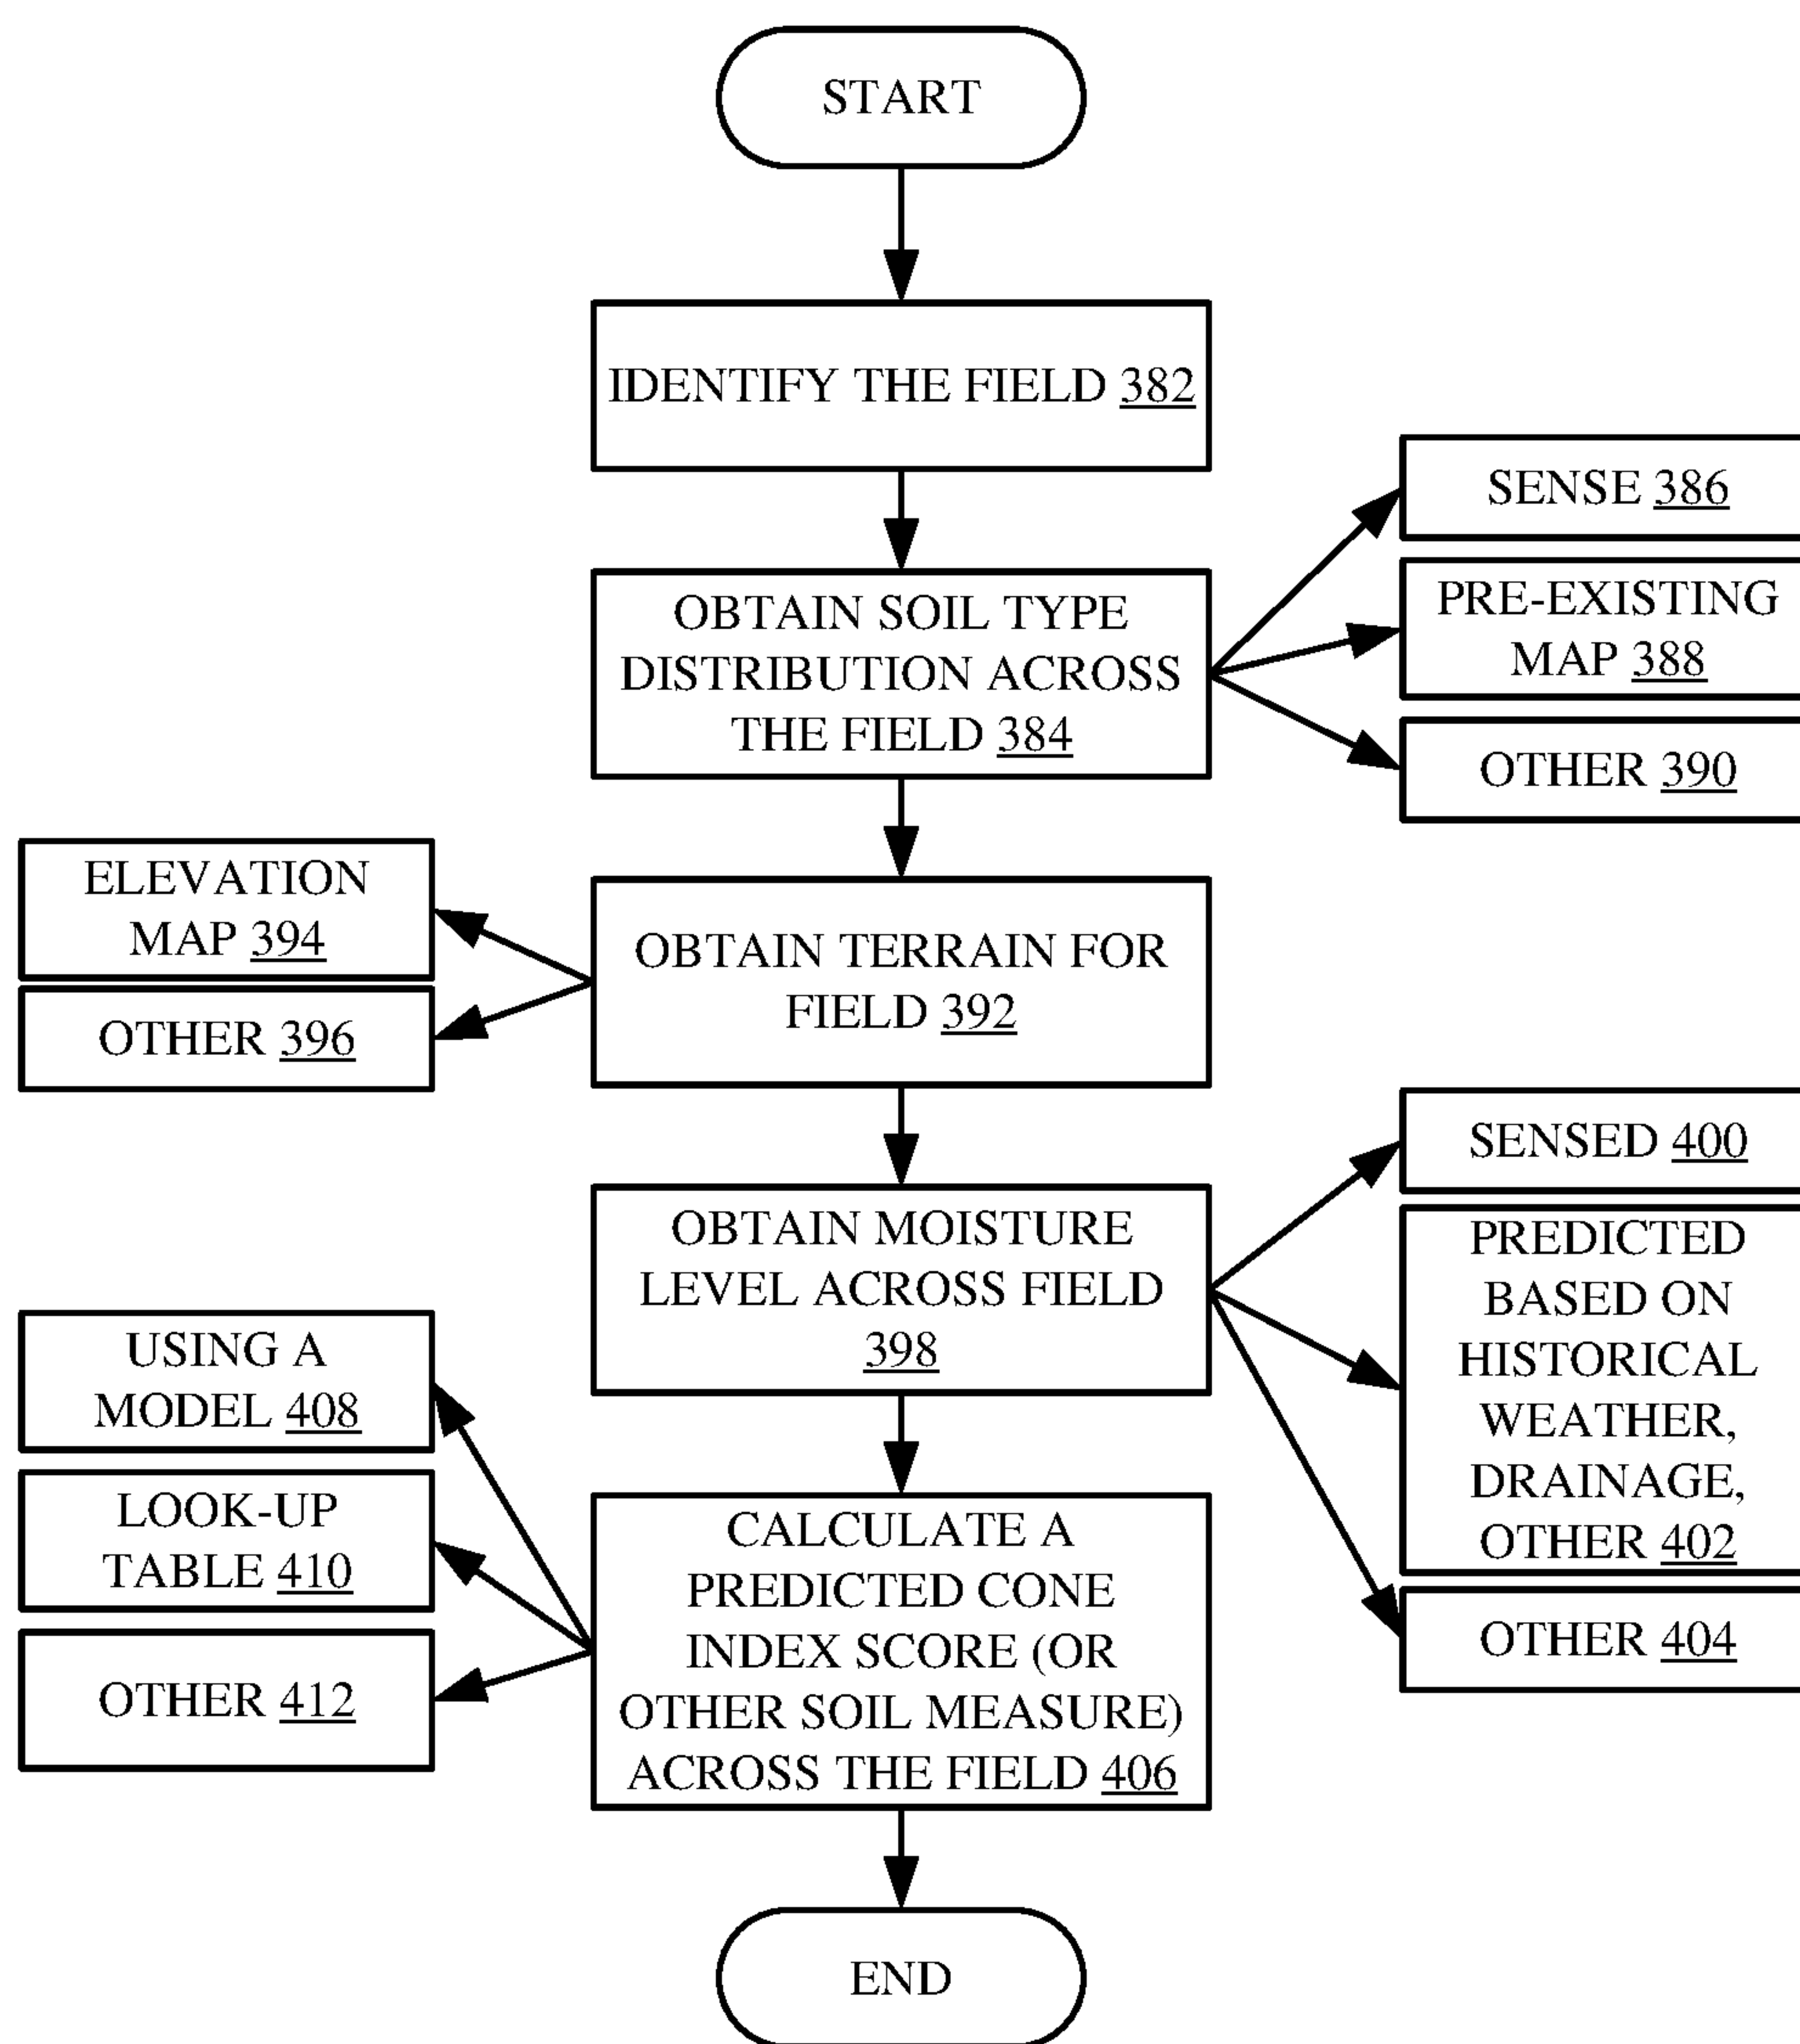 START
IDENTIFY THE FIELD 382
OBTAIN SOIL TYPE
DISTRIBUTION ACROSS
THE FIELD 384
SENSE 386
PRE-EXISTING
MAP 388
OTHER 390
OBTAIN TERRAIN FOR
FIELD 392
ELEVATION
MAP 394
OTHER 396
OBTAIN MOISTURE
LEVEL ACROSS FIELD
398
SENSED 400
PREDICTED
BASED ON
HISTORICAL
WEATHER,
DRAINAGE,
OTHER 402
OTHER 404
CALCULATE A
PREDICTED CONE
INDEX SCORE (OR
OTHER SOIL MEASURE)
ACROSS THE FIELD 406
USING A
MODEL 408
LOOK-UP
TABLE 410
OTHER 412
END